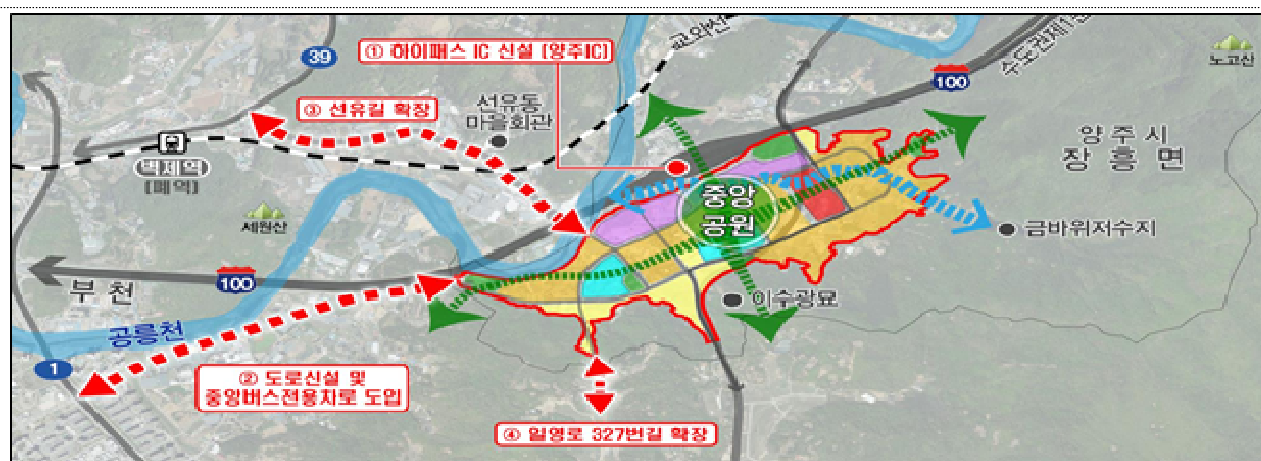 39
① 하이패스 IC 신설 (양주IC)
교외선
수도권제1순
100
노고산
③ 선유길 확장
선유동
마을회관
양주시
장흥면
벽제역
(폐역)
중앙
공원
세원산
금바위저수지
100
부천
이수광묘
공릉천
1
② 도로신설 및
중앙버스전용차로 도입
④ 일영로 327번길 확장